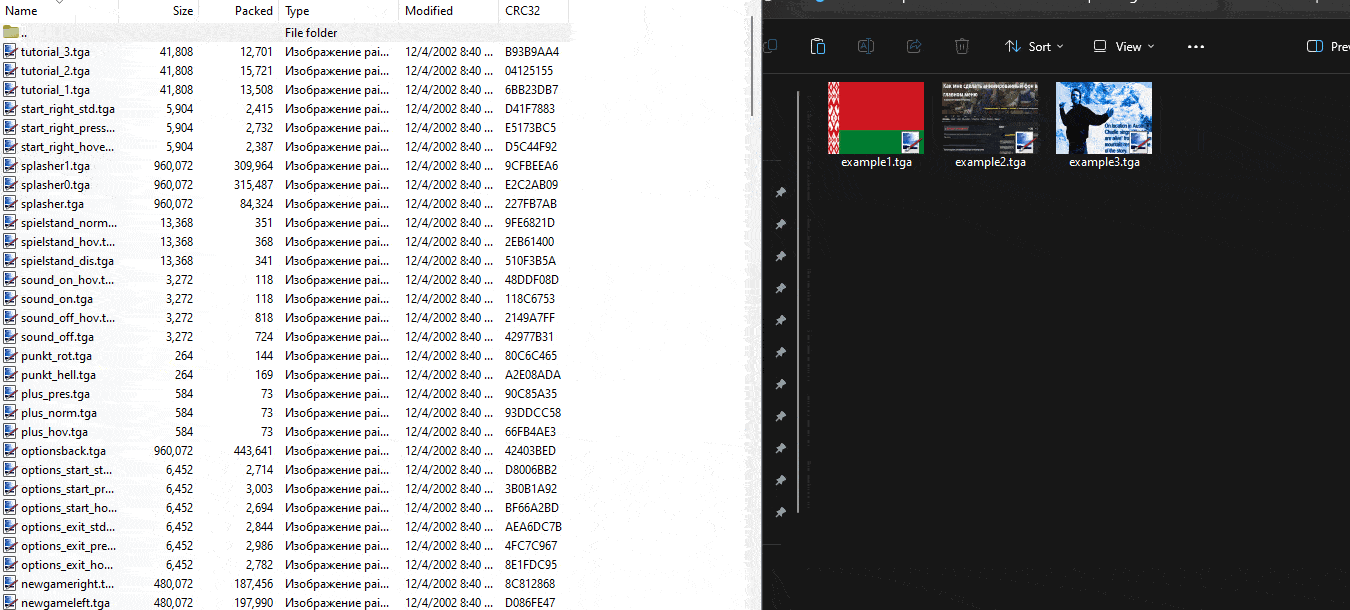 Name Size Packed Type Modified CRC32
.. File folder
tutorial_3.tga 41,808 12,701 Изображение pai... 12/4/2002 8:40 ... B93B9AA4
tutorial_2.tga 41,808 15,721 Изображение pai... 12/4/2002 8:40 ... 04125155
tutorial_1.tga 41,808 13,508 Изображение pai... 12/4/2002 8:40 ... 6BB23DB7
start_right_std.tga 5,904 2,415 Изображение pai... 12/4/2002 8:40 ... D41F7883
start_right_press... 5,904 2,732 Изображение pai... 12/4/2002 8:40 ... E5173BC5
start_right_hove... 5,904 2,387 Изображение pai... 12/4/2002 8:40 ... D5C44F92
splasher1.tga 960,072 309,964 Изображение pai... 12/4/2002 8:40 ... 9CFBEEA6
splasher0.tga 960,072 315,487 Изображение pai... 12/4/2002 8:40 ... E2C2AB09
splasher.tga 960,072 84,324 Изображение pai... 12/4/2002 8:40 ... 227FB7AB
spielstand_norm... 13,368 351 Изображение pai... 12/4/2002 8:40 ... 9FE6821D
spielstand_hov.t... 13,368 368 Изображение pai... 12/4/2002 8:40 ... 2EB61400
spielstand_dis.tga 13,368 341 Изображение pai... 12/4/2002 8:40 ... 510F3B5A
sound_on_hov.t... 3,272 118 Изображение pai... 12/4/2002 8:40 ... 48DDF08D
sound_on.tga 3,272 118 Изображение pai... 12/4/2002 8:40 ... 118C6753
sound_off_hov.t... 3,272 818 Изображение pai... 12/4/2002 8:40 ... 2149A7FF
sound_off.tga 3,272 724 Изображение pai... 12/4/2002 8:40 ... 42977B31
punkt_rot.tga 264 144 Изображение pai... 12/4/2002 8:40 ... 80C6C465
punkt_hell.tga 264 169 Изображение pai... 12/4/2002 8:40 ... A2E08ADA
plus_pres.tga 584 73 Изображение pai... 12/4/2002 8:40 ... 90C85A35
plus_norm.tga 584 73 Изображение pai... 12/4/2002 8:40 ... 93DDCC58
plus_hov.tga 584 73 Изображение pai... 12/4/2002 8:40 ... 66FB4AE3
optionsback.tga 960,072 443,641 Изображение pai... 12/4/2002 8:40 ... 42403BED
options_start_st... 6,452 2,714 Изображение pai... 12/4/2002 8:40 ... D8006BB2
options_start_pr... 6,452 3,003 Изображение pai... 12/4/2002 8:40 ... 3B0B1A92
options_start_ho... 6,452 2,694 Изображение pai... 12/4/2002 8:40 ... BF66A2BD
options_exit_std... 6,452 2,844 Изображение pai... 12/4/2002 8:40 ... AEA6DC7B
options_exit_pre... 6,452 2,986 Изображение pai... 12/4/2002 8:40 ... 4FC7C967
options_exit_ho... 6,452 2,782 Изображение pai... 12/4/2002 8:40 ... 8E1FDC95
newgameright.t... 480,072 187,456 Изображение pai... 12/4/2002 8:40 ... 8C812868
newgameleft.tga 480,072 197,990 Изображение pai... 12/4/2002 8:40 ... D086FE47
Sort View ... Prev
Как мне сделать анимированный фон в
главном меню
On location in
example1.tga example2.tga example3.tga